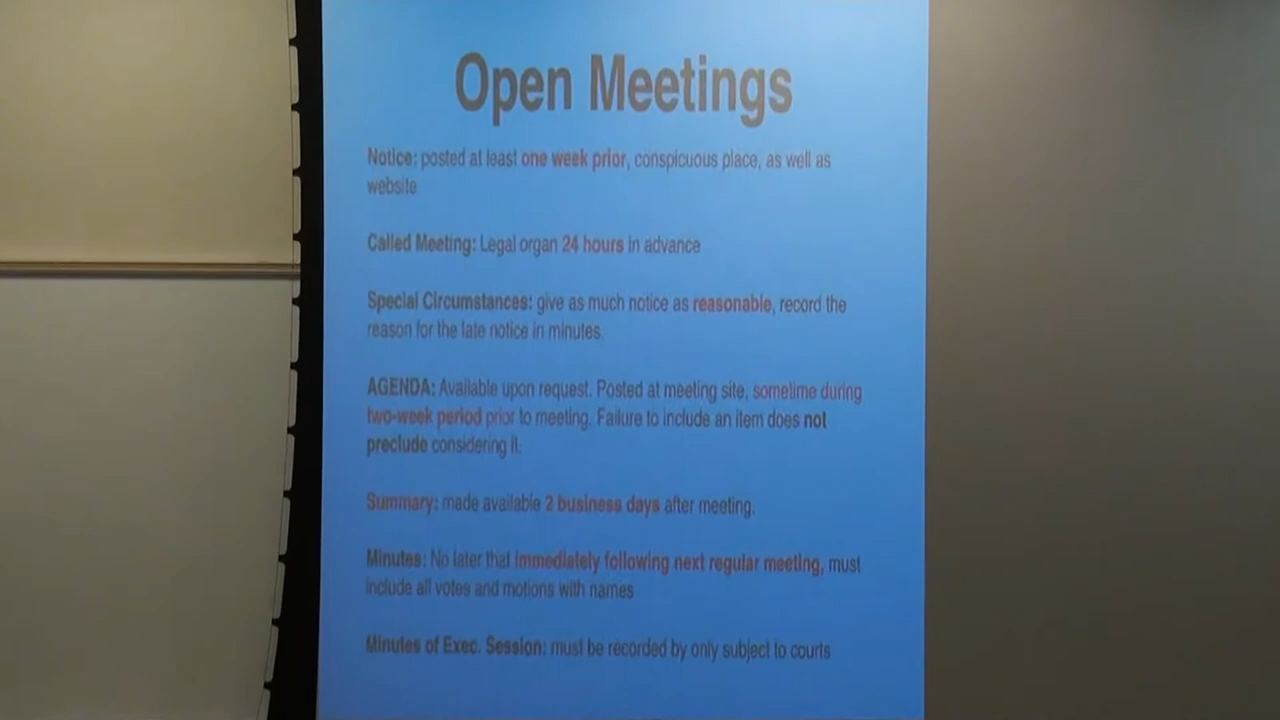 Open Meetings
Notice: posted at least one week prior, conspicuous place, as well as
website
Called Meeting: Legal organ 24 hours in advance
Special Circumstances: give as much notice as reasonable, record the
reason for the late notice in minutes.
AGENDA: Available upon request. Posted at meeting site, sometime during
two-week period prior to meeting. Failure to include an item does not
preclude considering it.
Summary: made available 2 business days after meeting.
Minutes: No later that immediately following next regular meeting, must
include all votes and motions with names
Minutes of Exec. Session: must be recorded by only subject to courts